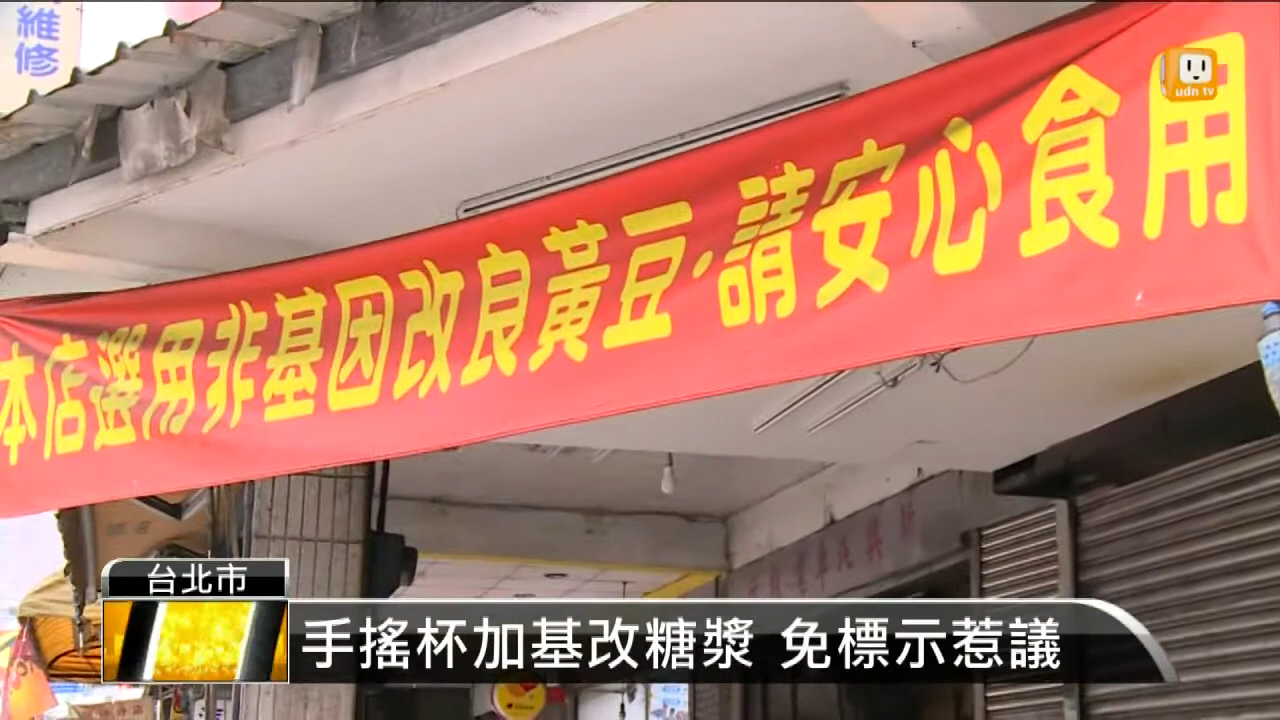 維修
udn tv
本店選用非基因改良黃豆·請安心食用
台北市
手搖杯加基改糖漿 免標示惹議